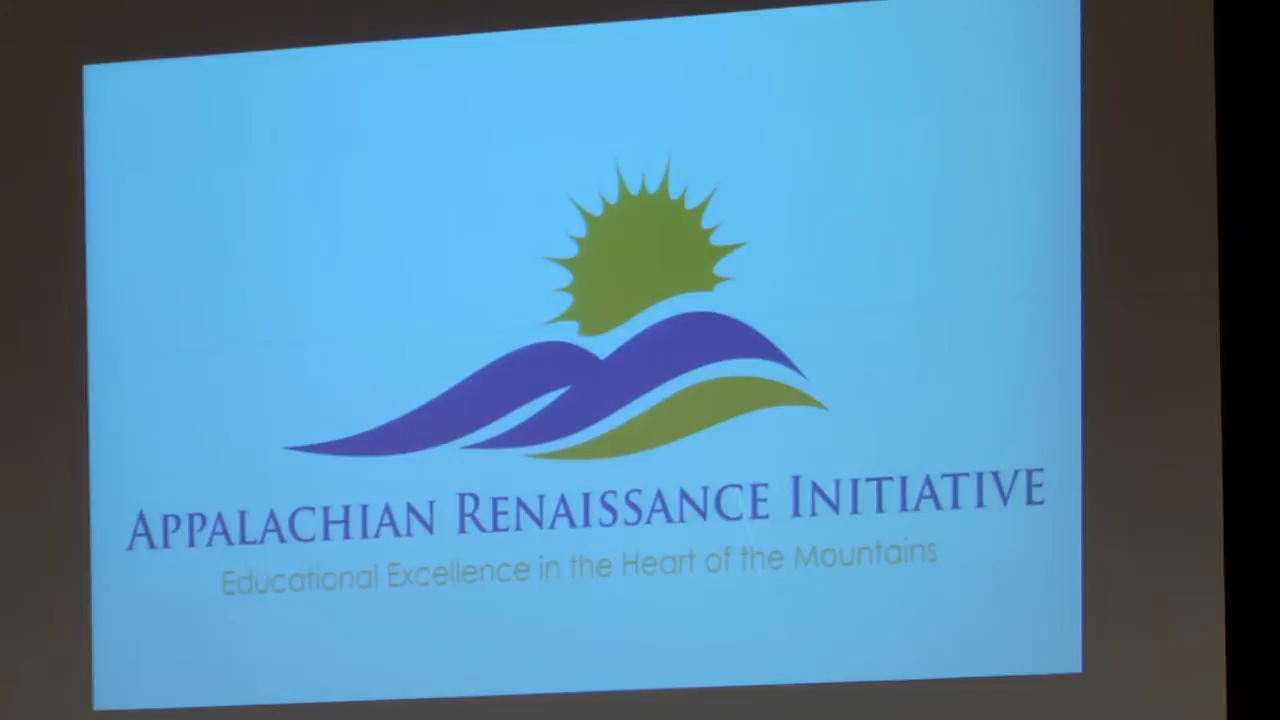 APPALACHIAN RENAISSANCE INITIATIVE
Educational Excellence in the Heart of the Mountains